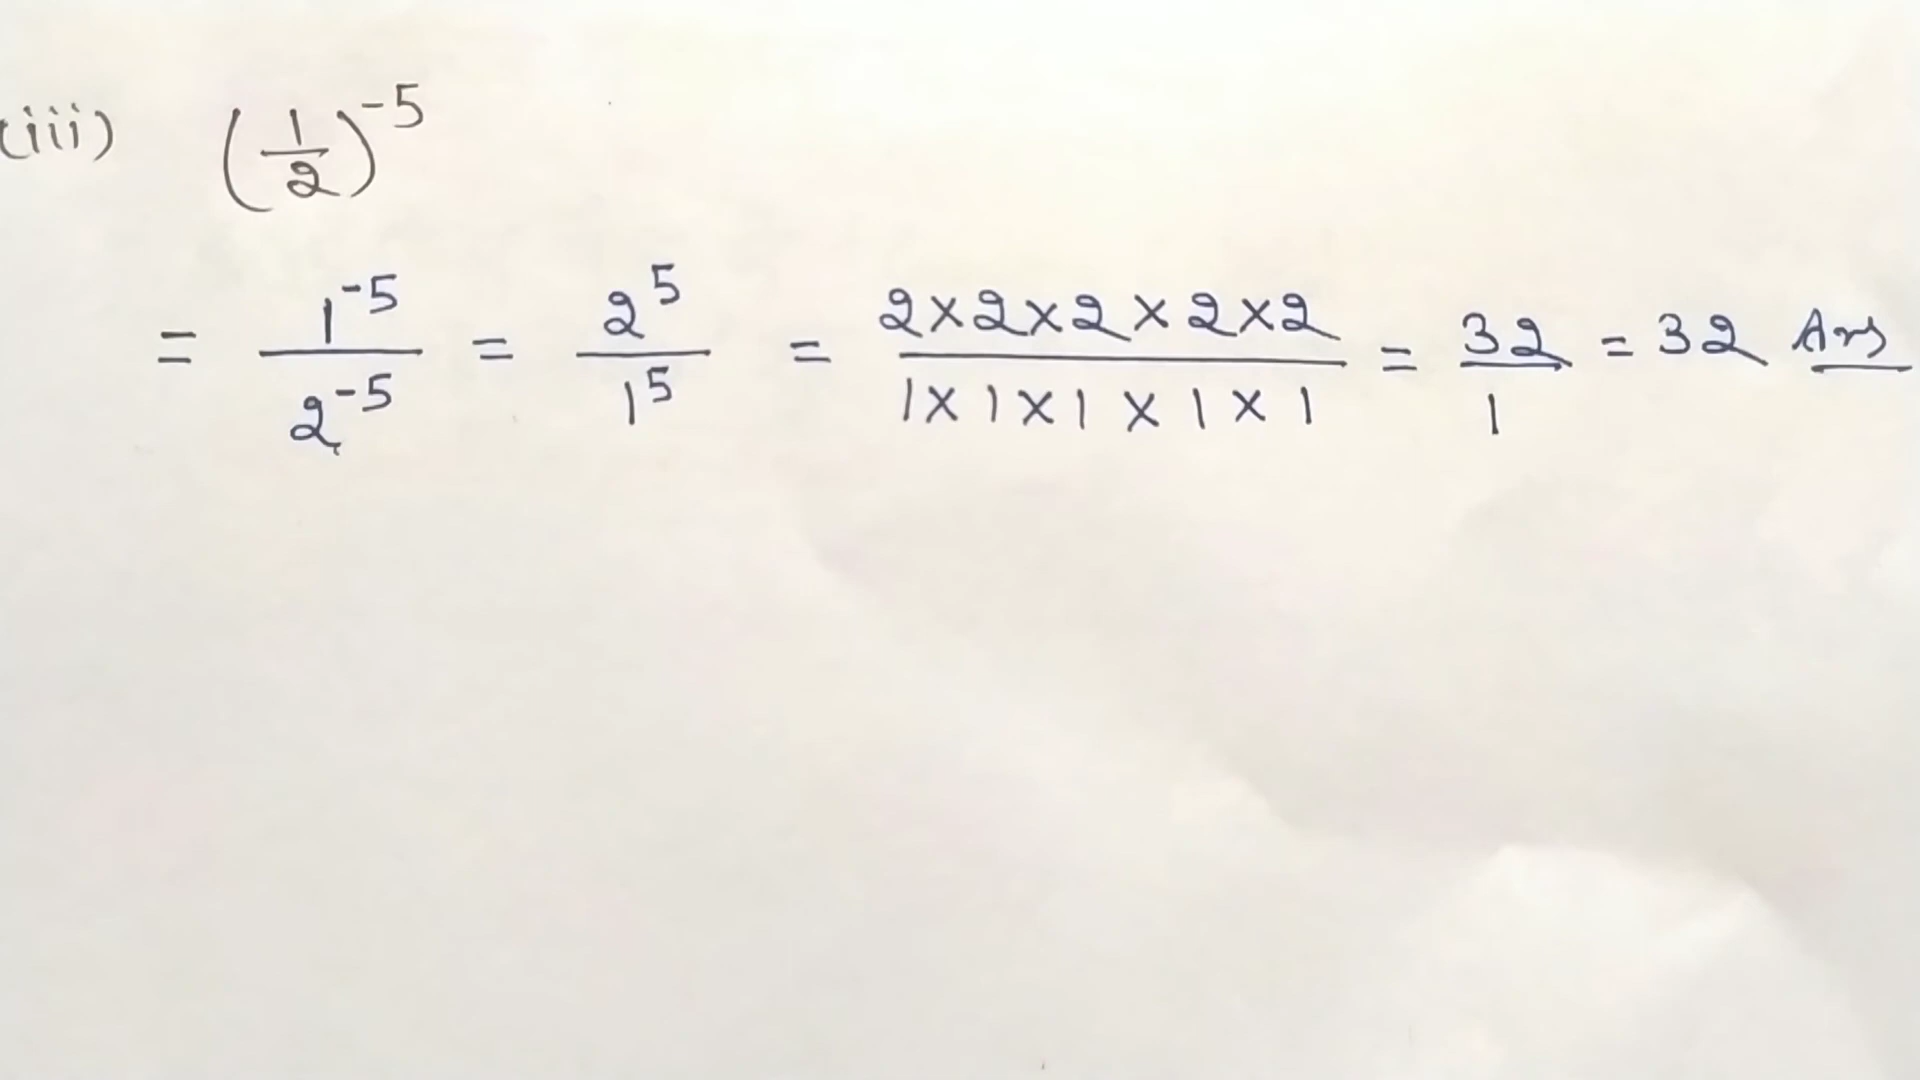 (iii) (1/2)^-5
= 1^-5/2^-5 = 2^5/1^5 = 2×2×2×2×2/1×1×1×1×1 = 32/1 = 32 Ans